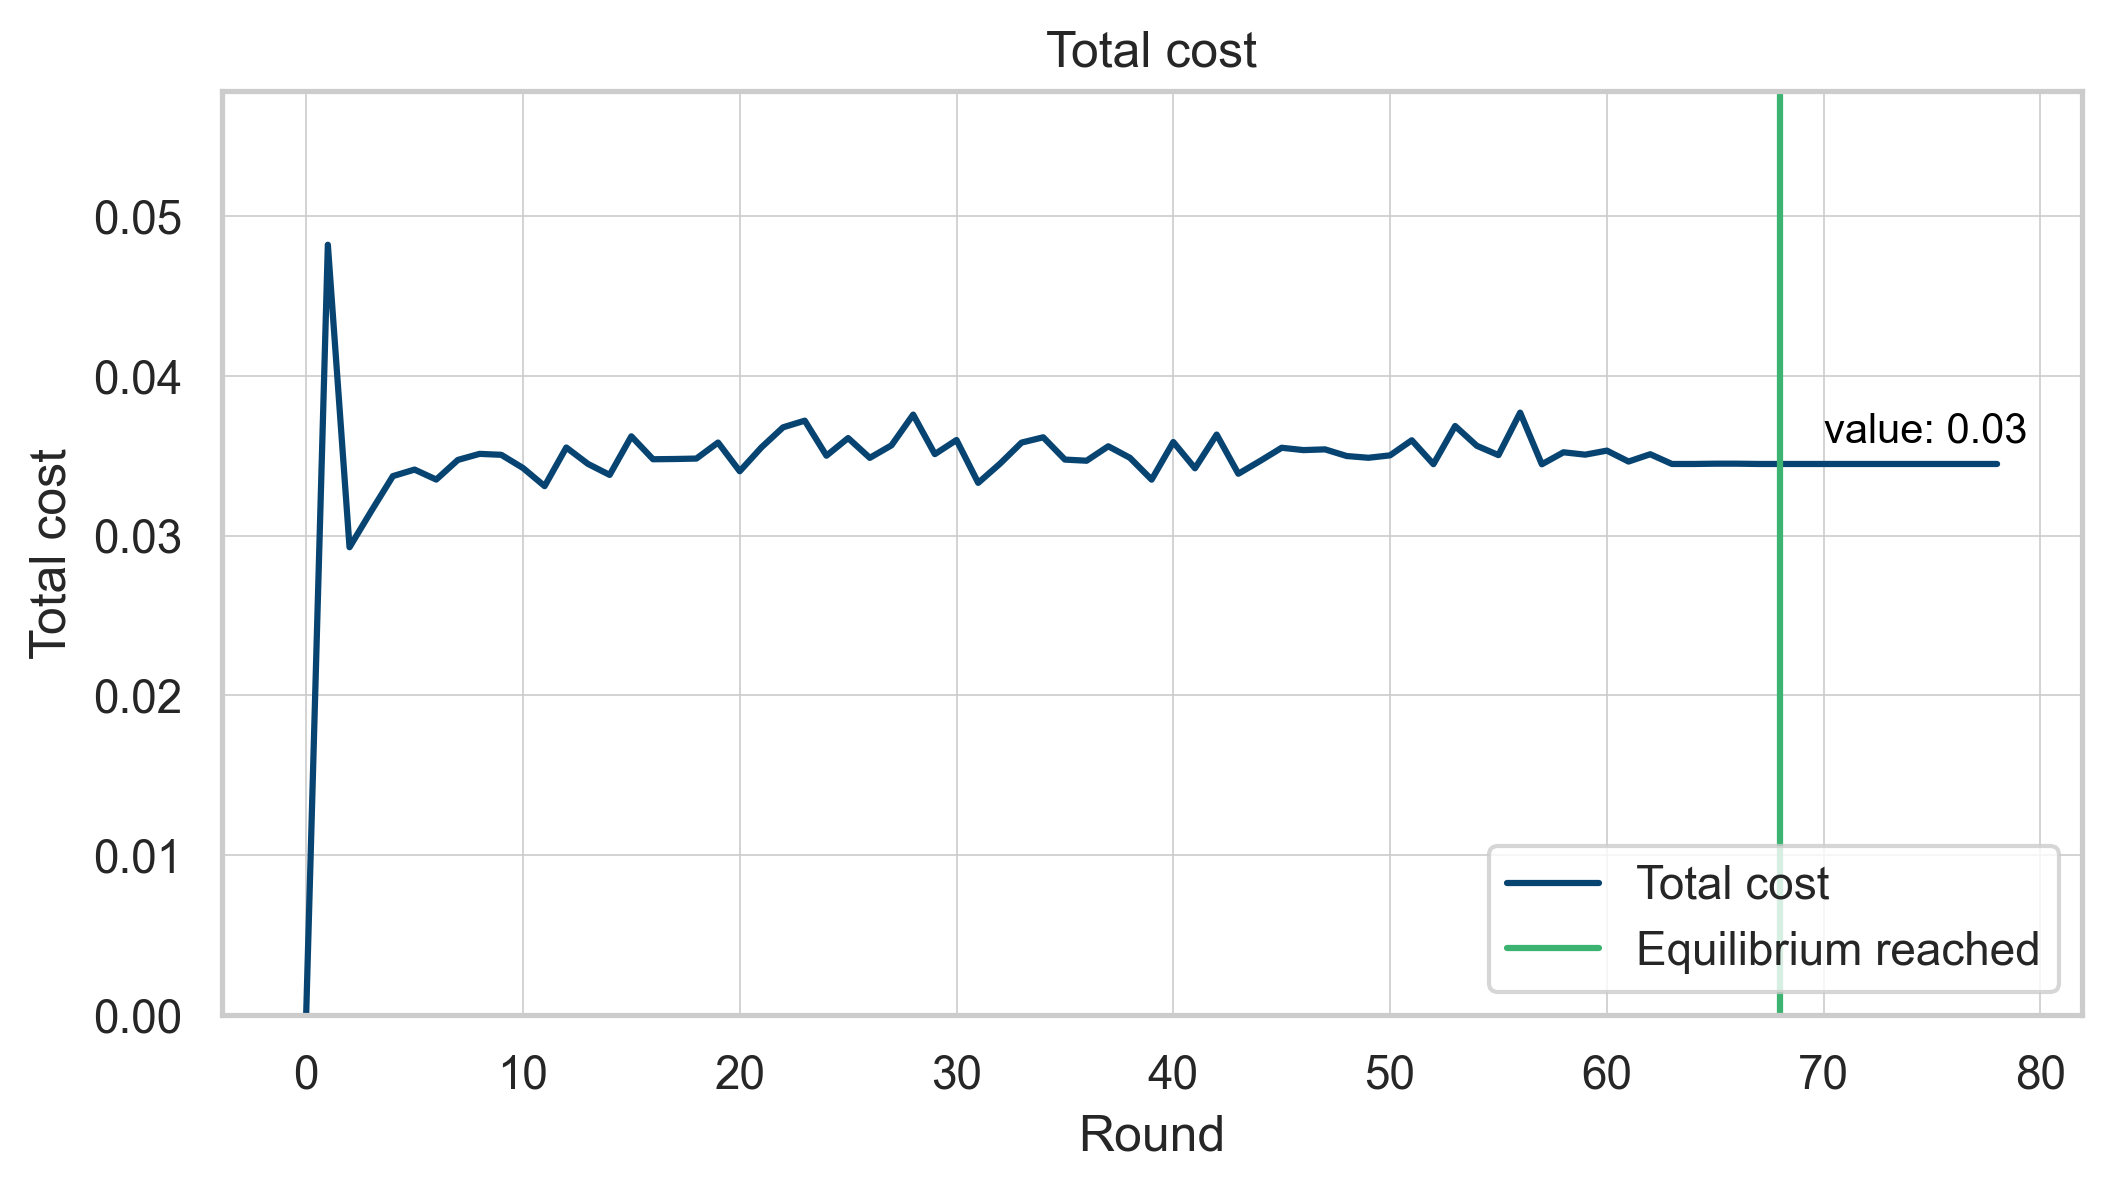 Total cost
Total cost
0.05
0.04
0.03
0.02
0.01
0.00
value: 0.03
Total cost
Equilibrium reached
0 10 20 30 40 50 60 70 80
Round